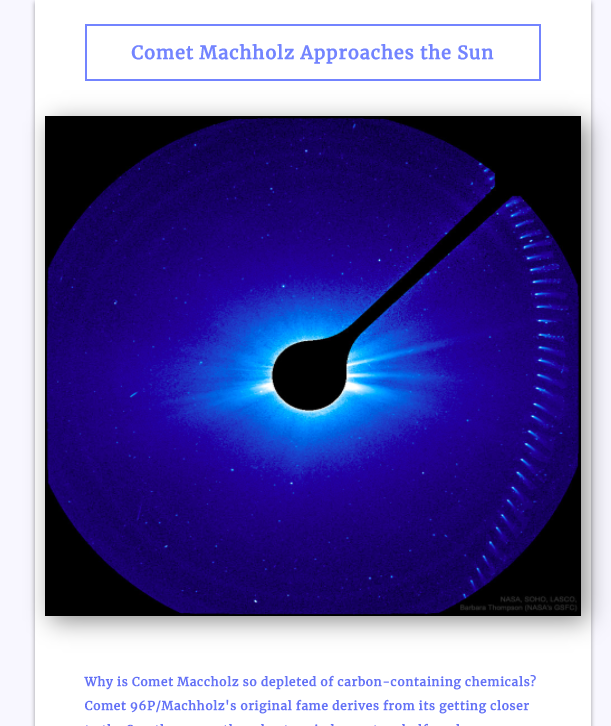 Comet Machholz Approaches the Sun
NASA, SOHO, LASCO,
Barbara Thompson (NASA's GSFC)
Why is Comet Maccholz so depleted of carbon-containing chemicals?
Comet 96P/Machholz's original fame derives from its getting closer